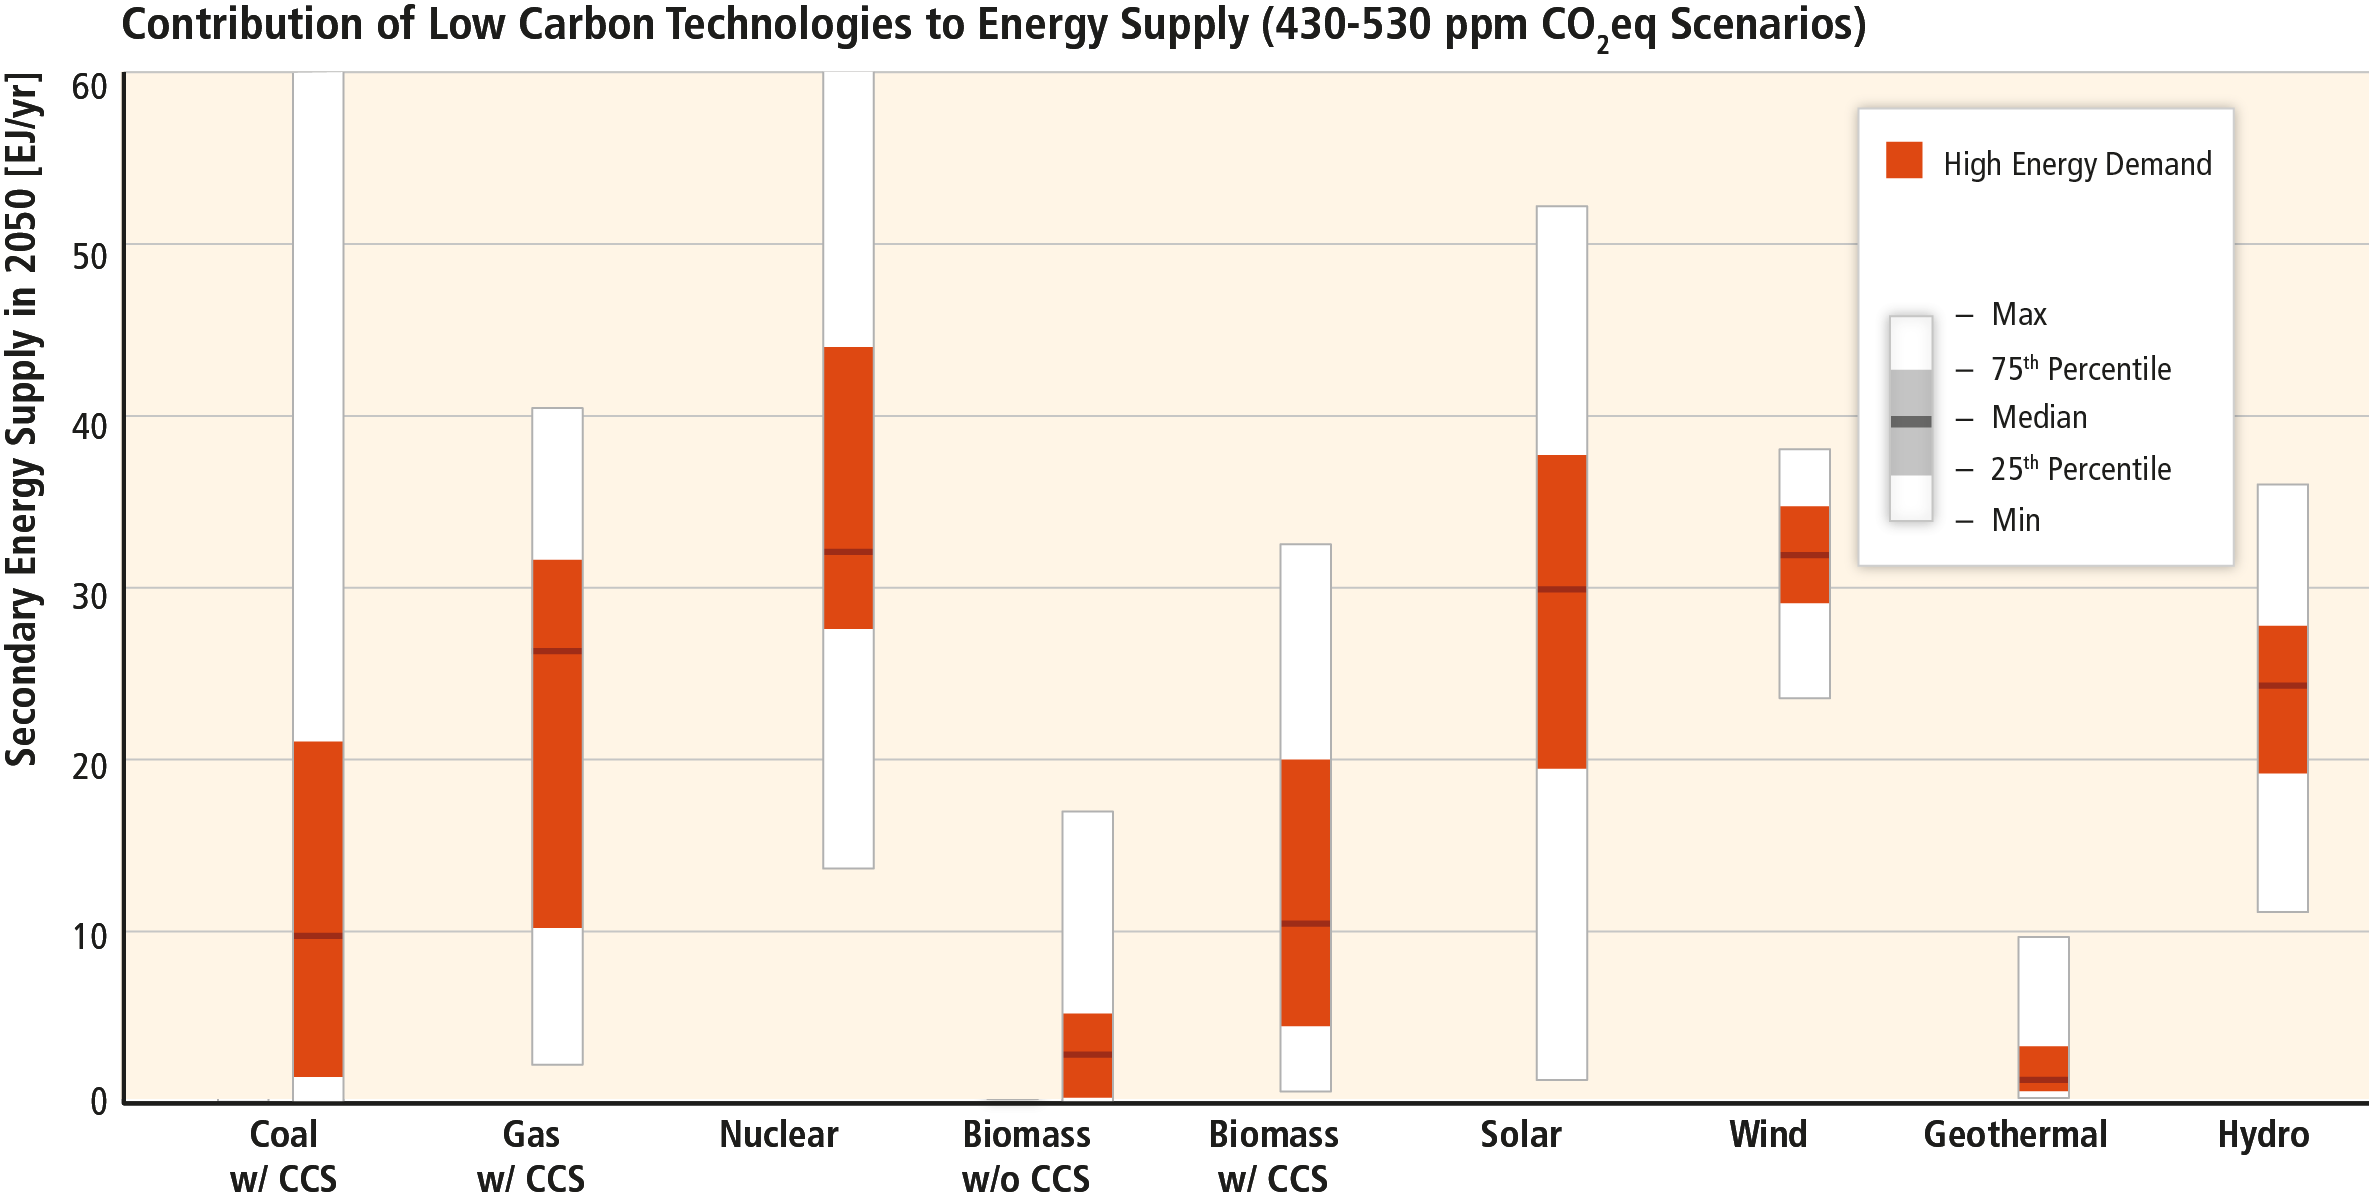 Contribution of Low Carbon Technologies to Energy Supply (430-530 ppm CO₂eq Scenarios)
Secondary Energy Supply in 2050 [EJ/yr]
60
50
40
30
20
10
0
High Energy Demand
– Max
– 75th Percentile
– Median
– 25th Percentile
– Min
Coal
w/ CCS
Gas
w/ CCS
Nuclear
Biomass
w/o CCS
Biomass
w/ CCS
Solar
Wind
Geothermal
Hydro